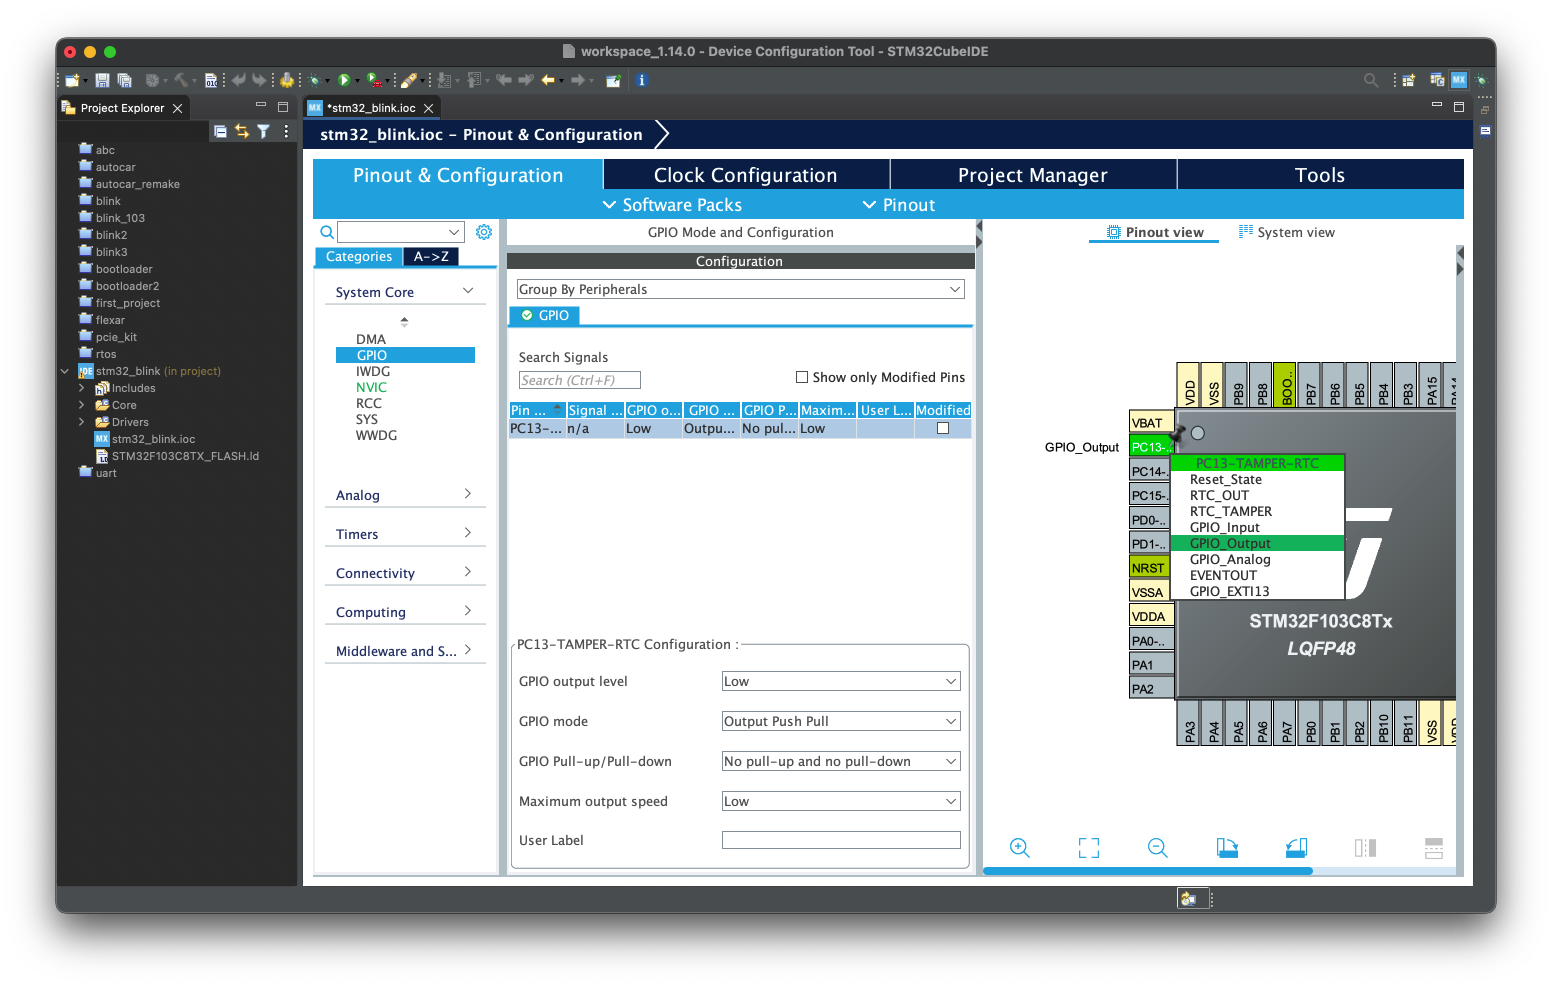 workspace_1.14.0 - Device Configuration Tool - STM32CubeIDE
Project Explorer
*stm32_blink.ioc
stm32_blink.ioc – Pinout & Configuration
Pinout & Configuration
Clock Configuration
Project Manager
Tools
Software Packs
Pinout
abc
autocar
autocar_remake
blink
blink_103
blink2
blink3
bootloader
bootloader2
first_project
flexar
pcie_kit
rtos
stm32_blink (in project)
Includes
Core
Drivers
stm32_blink.ioc
STM32F103C8TX_FLASH.ld
uart
Categories
A->Z
System Core
DMA
GPIO
IWDG
NVIC
RCC
SYS
WWDG
Analog
Timers
Connectivity
Computing
Middleware and S...
GPIO Mode and Configuration
Configuration
Group By Peripherals
GPIO
Search Signals
Search (Ctrl+F)
Show only Modified Pins
Pin ... Signal ... GPIO o... GPIO ... GPIO P... Maxim... User L... Modified
PC13-... n/a Low Outpu... No pul... Low
PC13-TAMPER-RTC Configuration :
GPIO output level Low
GPIO mode Output Push Pull
GPIO Pull-up/Pull-down No pull-up and no pull-down
Maximum output speed Low
User Label
Pinout view
System view
VDD
VSS
PB9
PB8
BOO..
PB7
PB6
PB5
PB4
PB3
PA15
PA14
VBAT
GPIO_Output
PC13-..
PC14-..
PC15-..
PD0-..
PD1-..
NRST
VSSA
VDDA
PA0-..
PA1
PA2
PC13-TAMPER-RTC
Reset_State
RTC_OUT
RTC_TAMPER
GPIO_Input
GPIO_Output
GPIO_Analog
EVENTOUT
GPIO_EXTI13
STM32F103C8Tx
LQFP48
PA3
PA4
PA5
PA6
PA7
PB0
PB1
PB2
PB10
PB11
VSS